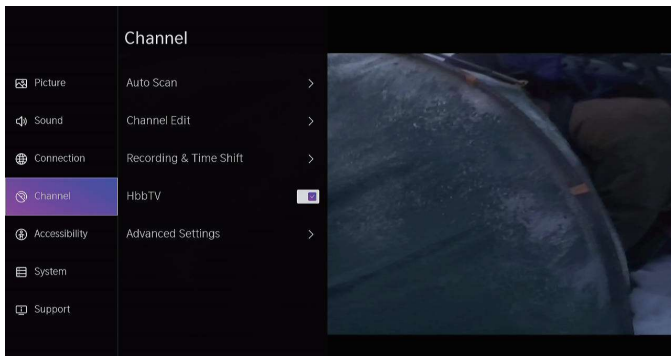 Channel
Picture
Auto Scan
Sound
Channel Edit
Connection
Recording & Time Shift
Channel
HbbTV
Accessibility
Advanced Settings
System
Support